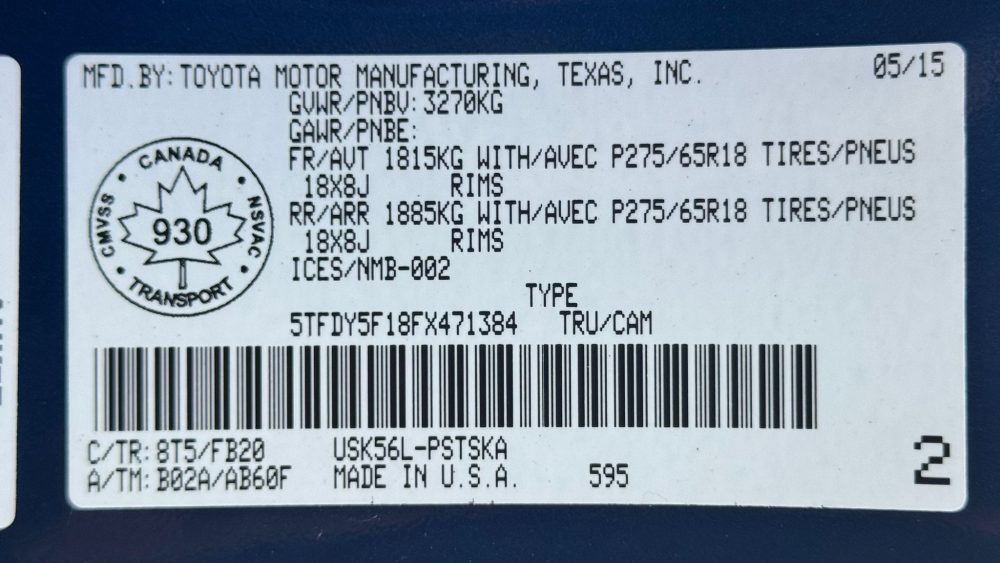 MFD.BY: TOYOTA MOTOR MANUFACTURING, TEXAS, INC. 05/15
GVWR/PNBV: 3270KG
GAWR/PNBE:
FR/AVT 1815KG WITH/AVEC P275/65R18 TIRES/PNEUS
18X8J RIMS
RR/ARR 1885KG WITH/AVEC P275/65R18 TIRES/PNEUS
18X8J RIMS
ICES/NMB-002
CANADA
CMVSS
930
NSVAC
TRANSPORT
TYPE
5TFDY5F18FX471384 TRU/CAM
C/TR: 8T5/FB20 USK56L-PSTSKA
A/TM: B02A/AB60F MADE IN U.S.A. 595
2